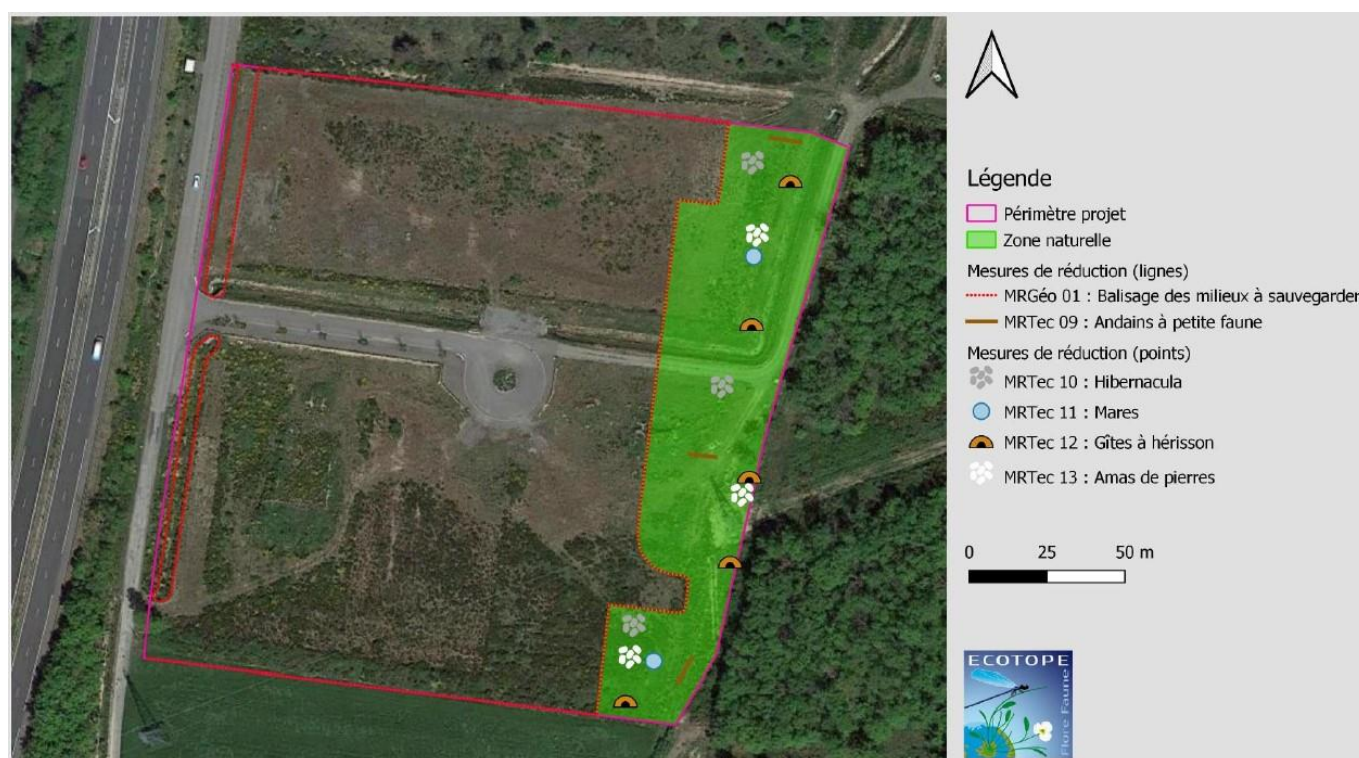 Légende
Périmètre projet
Zone naturelle
Mesures de réduction (lignes)
MRGéo 01 : Balisage des milieux à sauvegarder
MRTec 09 : Andains à petite faune
Mesures de réduction (points)
MRTec 10 : Hibernacula
MRTec 11 : Mares
MRTec 12 : Gîtes à hérisson
MRTec 13 : Amas de pierres
0 25 50 m
ECOTOPE
Flore Faune